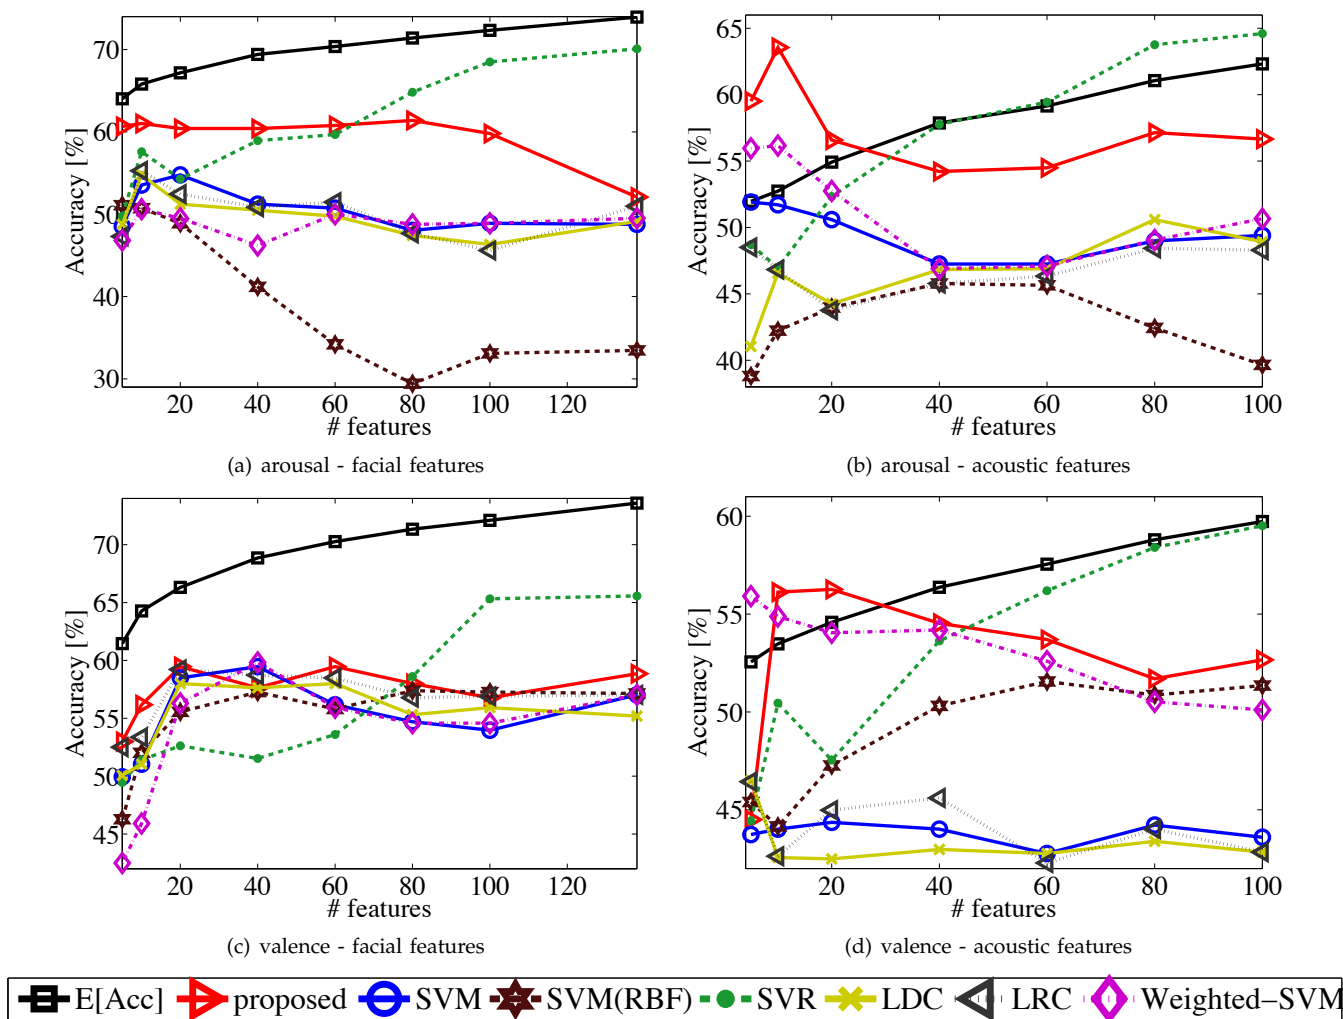 70
60
50
40
30
Accuracy [%]
20 40 60 80 100 120
# features
(a) arousal - facial features
65
60
55
50
45
40
Accuracy [%]
20 40 60 80 100
# features
(b) arousal - acoustic features
70
65
60
55
50
45
Accuracy [%]
20 40 60 80 100 120
# features
(c) valence - facial features
60
55
50
45
Accuracy [%]
20 40 60 80 100
# features
(d) valence - acoustic features
E[Acc] proposed SVM SVM(RBF) SVR LDC LRC Weighted–SVM